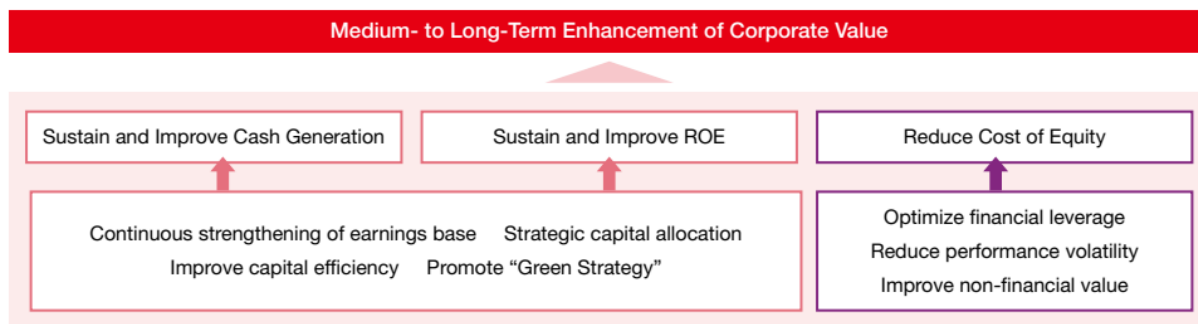 Medium- to Long-Term Enhancement of Corporate Value
Sustain and Improve Cash Generation
Sustain and Improve ROE
Reduce Cost of Equity
Continuous strengthening of earnings base Strategic capital allocation
Improve capital efficiency Promote “Green Strategy”
Optimize financial leverage
Reduce performance volatility
Improve non-financial value